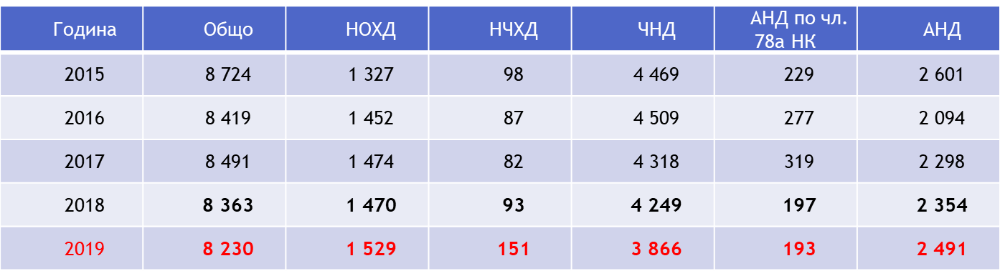 Година Общо НОХД НЧХД ЧНД АНД по чл. 78а НК АНД
2015 8 724 1 327 98 4 469 229 2 601
2016 8 419 1 452 87 4 509 277 2 094
2017 8 491 1 474 82 4 318 319 2 298
2018 8 363 1 470 93 4 249 197 2 354
2019 8 230 1 529 151 3 866 193 2 491